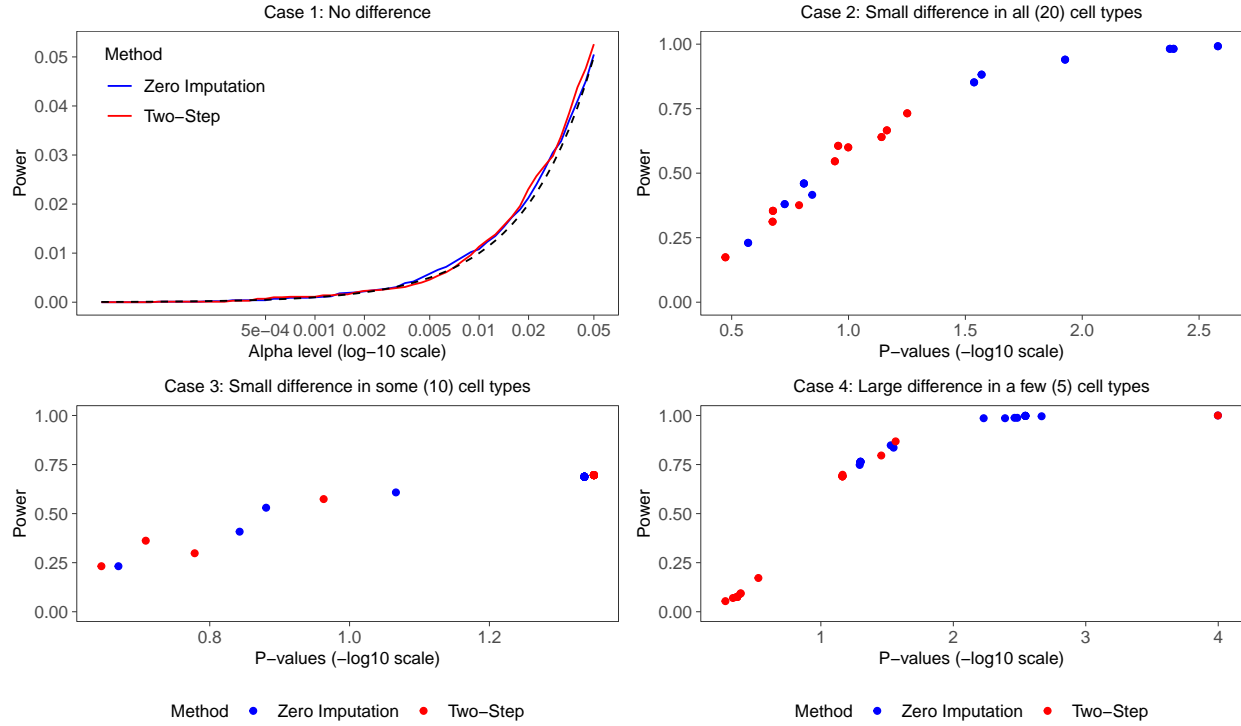 Case 1: No difference
Power
0.05
0.04
0.03
0.02
0.01
0.00
Method
Zero Imputation
Two−Step
5e−04 0.001 0.002 0.005 0.01 0.02 0.05
Alpha level (log−10 scale)
Case 2: Small difference in all (20) cell types
Power
1.00
0.75
0.50
0.25
0.00
0.5 1.0 1.5 2.0 2.5
P−values (−log10 scale)
Case 3: Small difference in some (10) cell types
Power
1.00
0.75
0.50
0.25
0.00
0.8 1.0 1.2
P−values (−log10 scale)
Method Zero Imputation Two−Step
Case 4: Large difference in a few (5) cell types
Power
1.00
0.75
0.50
0.25
0.00
1 2 3 4
P−values (−log10 scale)
Method Zero Imputation Two−Step